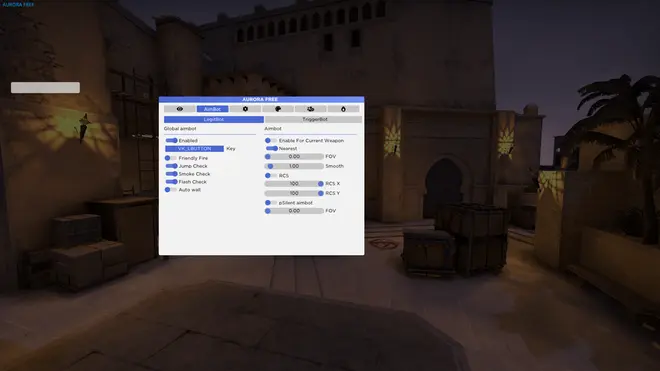 AURORA FREE
AURORA FREE
AimBot
LegitBot
TriggerBot
Global aimbot
Aimbot
Enabled
Enable For Current Weapon
VK_LBUTTON Key
Nearest
Friendly Fire
0.00 FOV
Jump Check
1.00 Smooth
Smoke Check
RCS
Flash Check
100. RCS X
Auto wall
100. RCS Y
pSilent aimbot
0.00 FOV